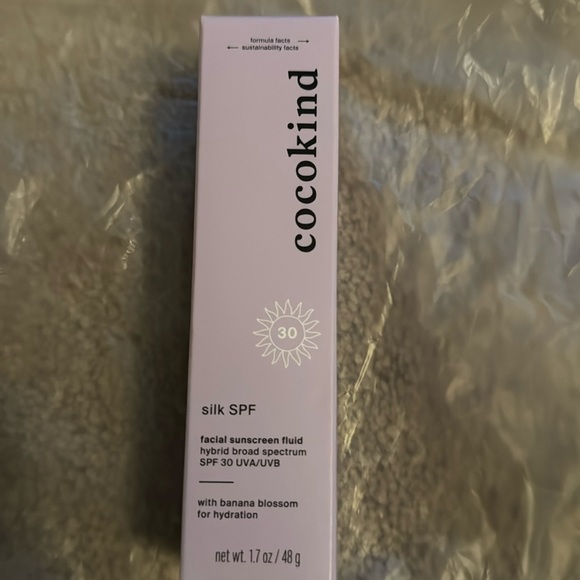 formula facts →
← sustainability facts
cocokind
30
silk SPF
facial sunscreen fluid
hybrid broad spectrum
SPF 30 UVA/UVB
with banana blossom
for hydration
net wt. 1.7 oz / 48 g